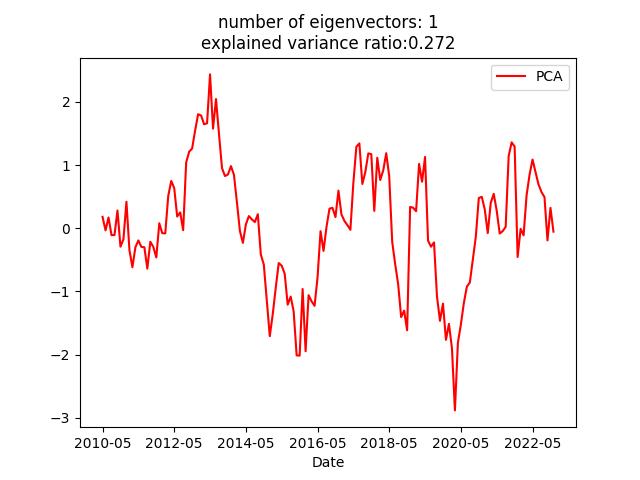 number of eigenvectors: 1
explained variance ratio:0.272
PCA
2
1
0
−1
−2
−3
2010-05 2012-05 2014-05 2016-05 2018-05 2020-05 2022-05
Date